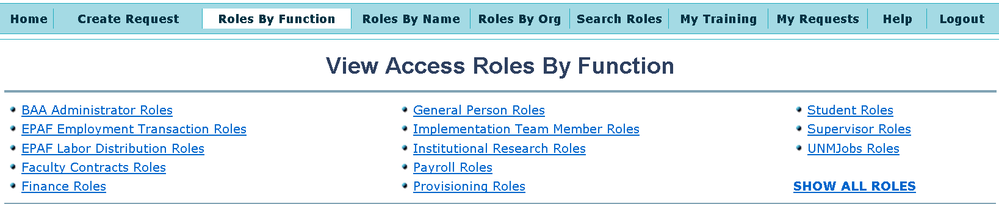 Home Create Request Roles By Function Roles By Name Roles By Org Search Roles My Training My Requests Help Logout
View Access Roles By Function
BAA Administrator Roles
EPAF Employment Transaction Roles
EPAF Labor Distribution Roles
Faculty Contracts Roles
Finance Roles
General Person Roles
Implementation Team Member Roles
Institutional Research Roles
Payroll Roles
Provisioning Roles
Student Roles
Supervisor Roles
UNMJobs Roles
SHOW ALL ROLES